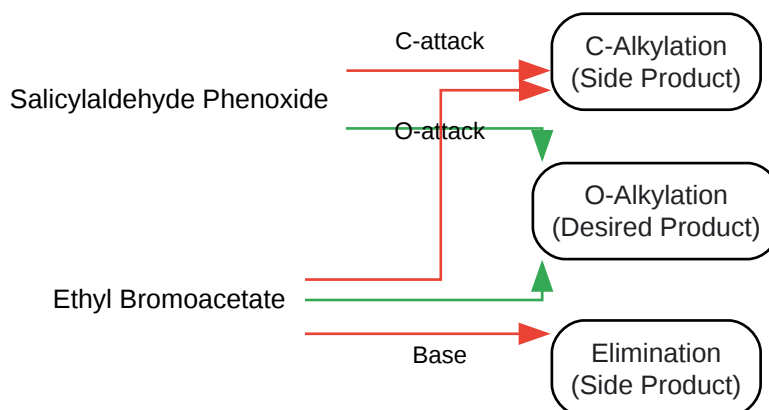 C-attack
C-Alkylation
(Side Product)
Salicylaldehyde Phenoxide
O-attack
O-Alkylation
(Desired Product)
Ethyl Bromoacetate
Base
Elimination
(Side Product)